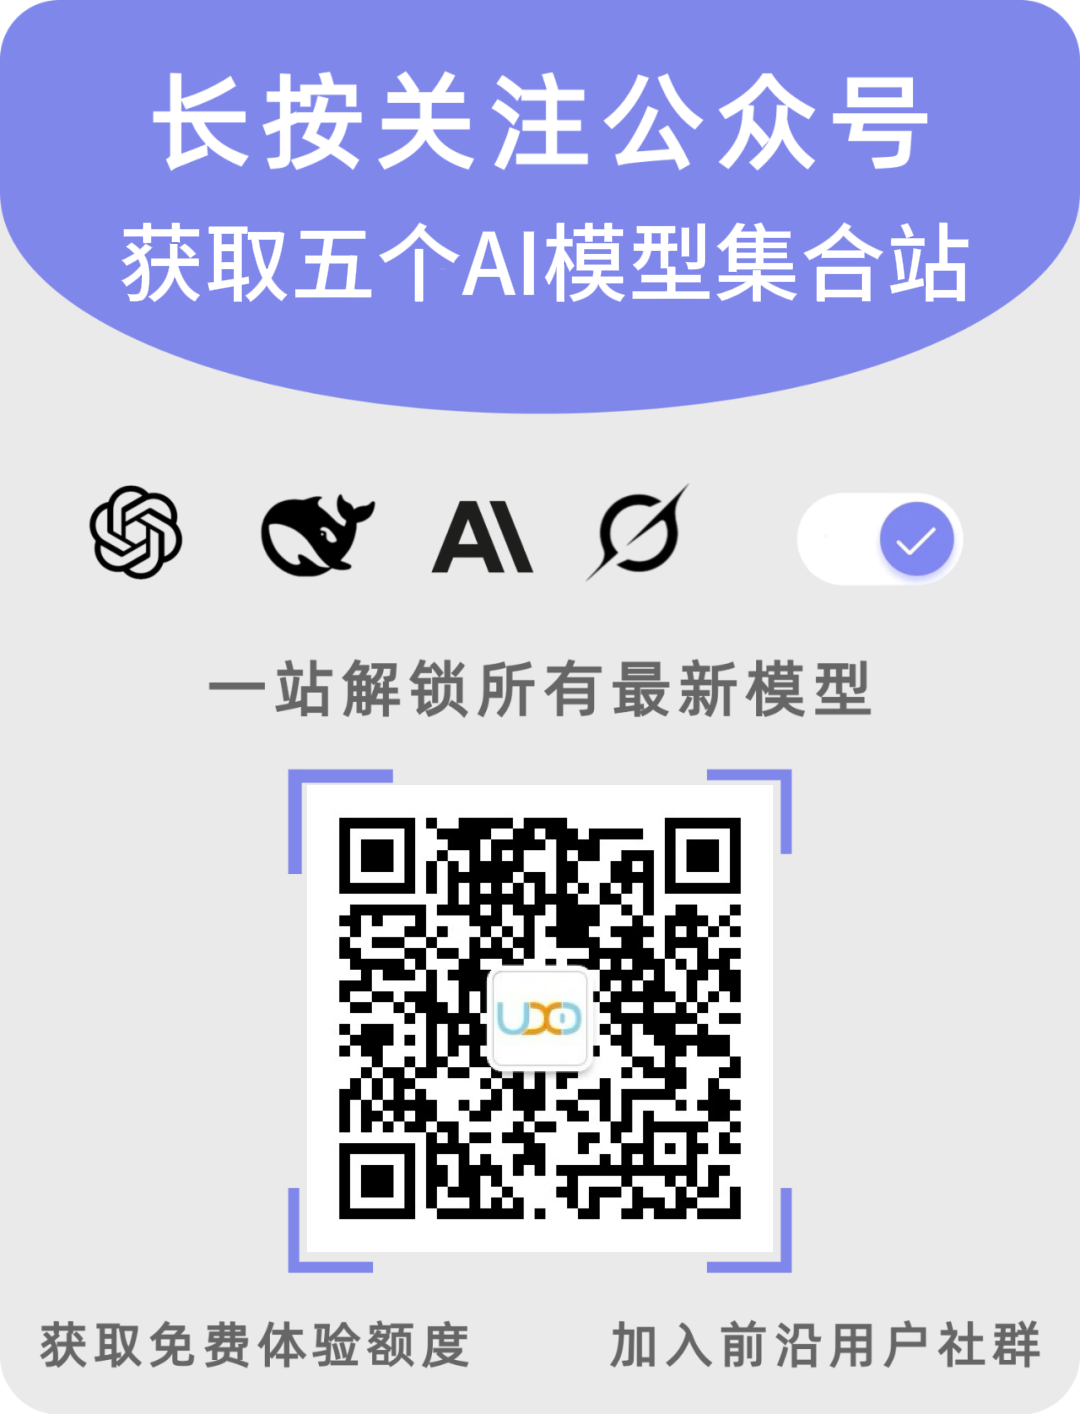 长按关注公众号
获取五个AI模型集合站
一站解锁所有最新模型
UXD
获取免费体验额度
加入前沿用户社群